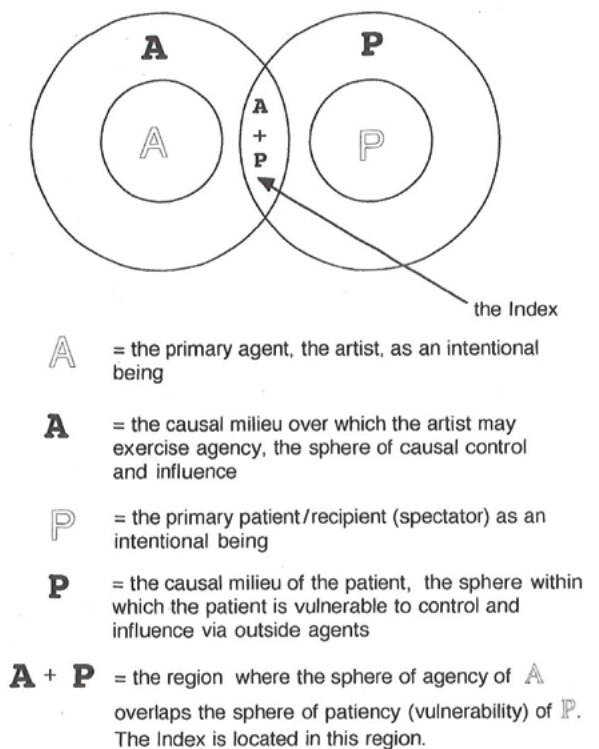 A
P
A
+
P
A
P
the Index
A = the primary agent, the artist, as an intentional
being
A = the causal milieu over which the artist may
exercise agency, the sphere of causal control
and influence
P = the primary patient/recipient (spectator) as an
intentional being
P = the causal milieu of the patient, the sphere within
which the patient is vulnerable to control and
influence via outside agents
A + P = the region where the sphere of agency of A
overlaps the sphere of patiency (vulnerability) of P.
The Index is located in this region.